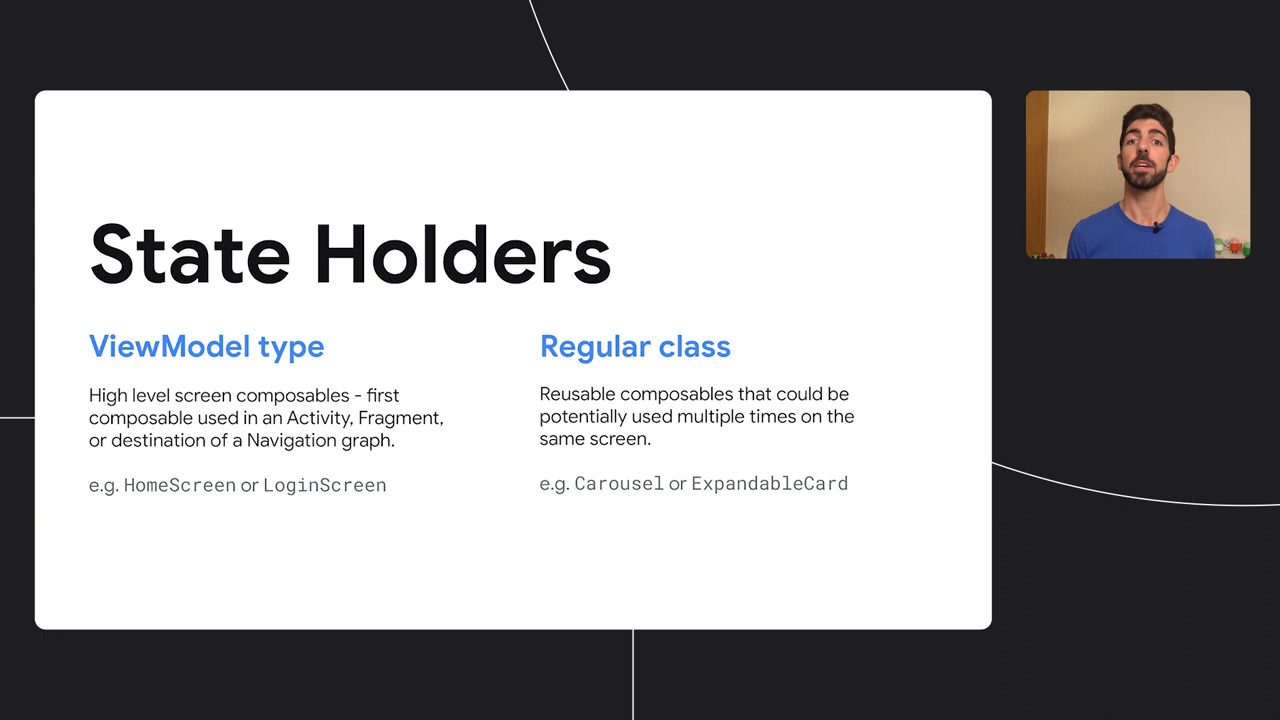 State Holders
ViewModel type
High level screen composables - first
composable used in an Activity, Fragment,
or destination of a Navigation graph.
e.g. HomeScreen or LoginScreen
Regular class
Reusable composables that could be
potentially used multiple times on the
same screen.
e.g. Carousel or ExpandableCard